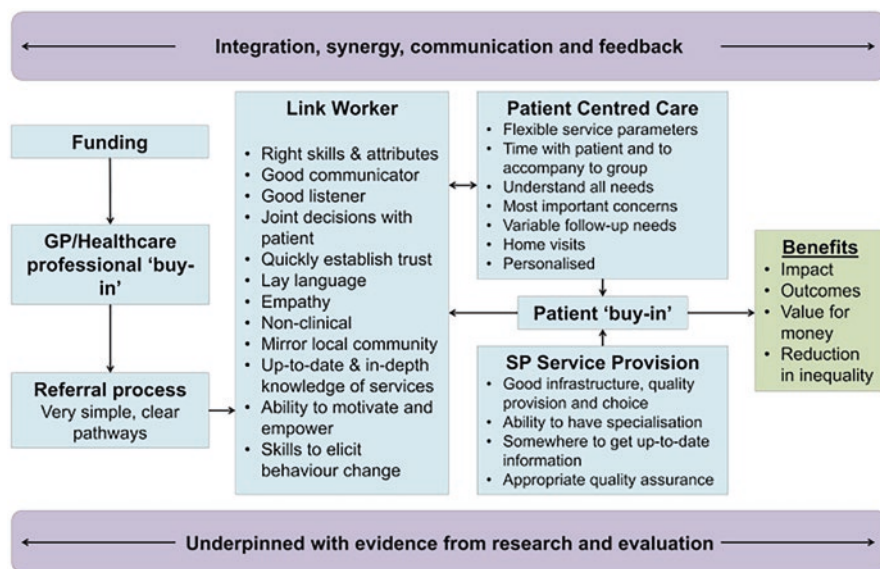 Integration, synergy, communication and feedback
Funding
GP/Healthcare
professional ‘buy-
in’
Referral process
Very simple, clear
pathways
Link Worker
• Right skills & attributes
• Good communicator
• Good listener
• Joint decisions with
patient
• Quickly establish trust
• Lay language
• Empathy
• Non-clinical
• Mirror local community
• Up-to-date & in-depth
knowledge of services
• Ability to motivate and
empower
• Skills to elicit
behaviour change
Patient Centred Care
• Flexible service parameters
• Time with patient and to
accompany to group
• Understand all needs
• Most important concerns
• Variable follow-up needs
• Home visits
• Personalised
Patient ‘buy-in’
SP Service Provision
• Good infrastructure, quality
provision and choice
• Ability to have specialisation
• Somewhere to get up-to-date
information
• Appropriate quality assurance
Benefits
• Impact
• Outcomes
• Value for
money
• Reduction
in inequality
Underpinned with evidence from research and evaluation